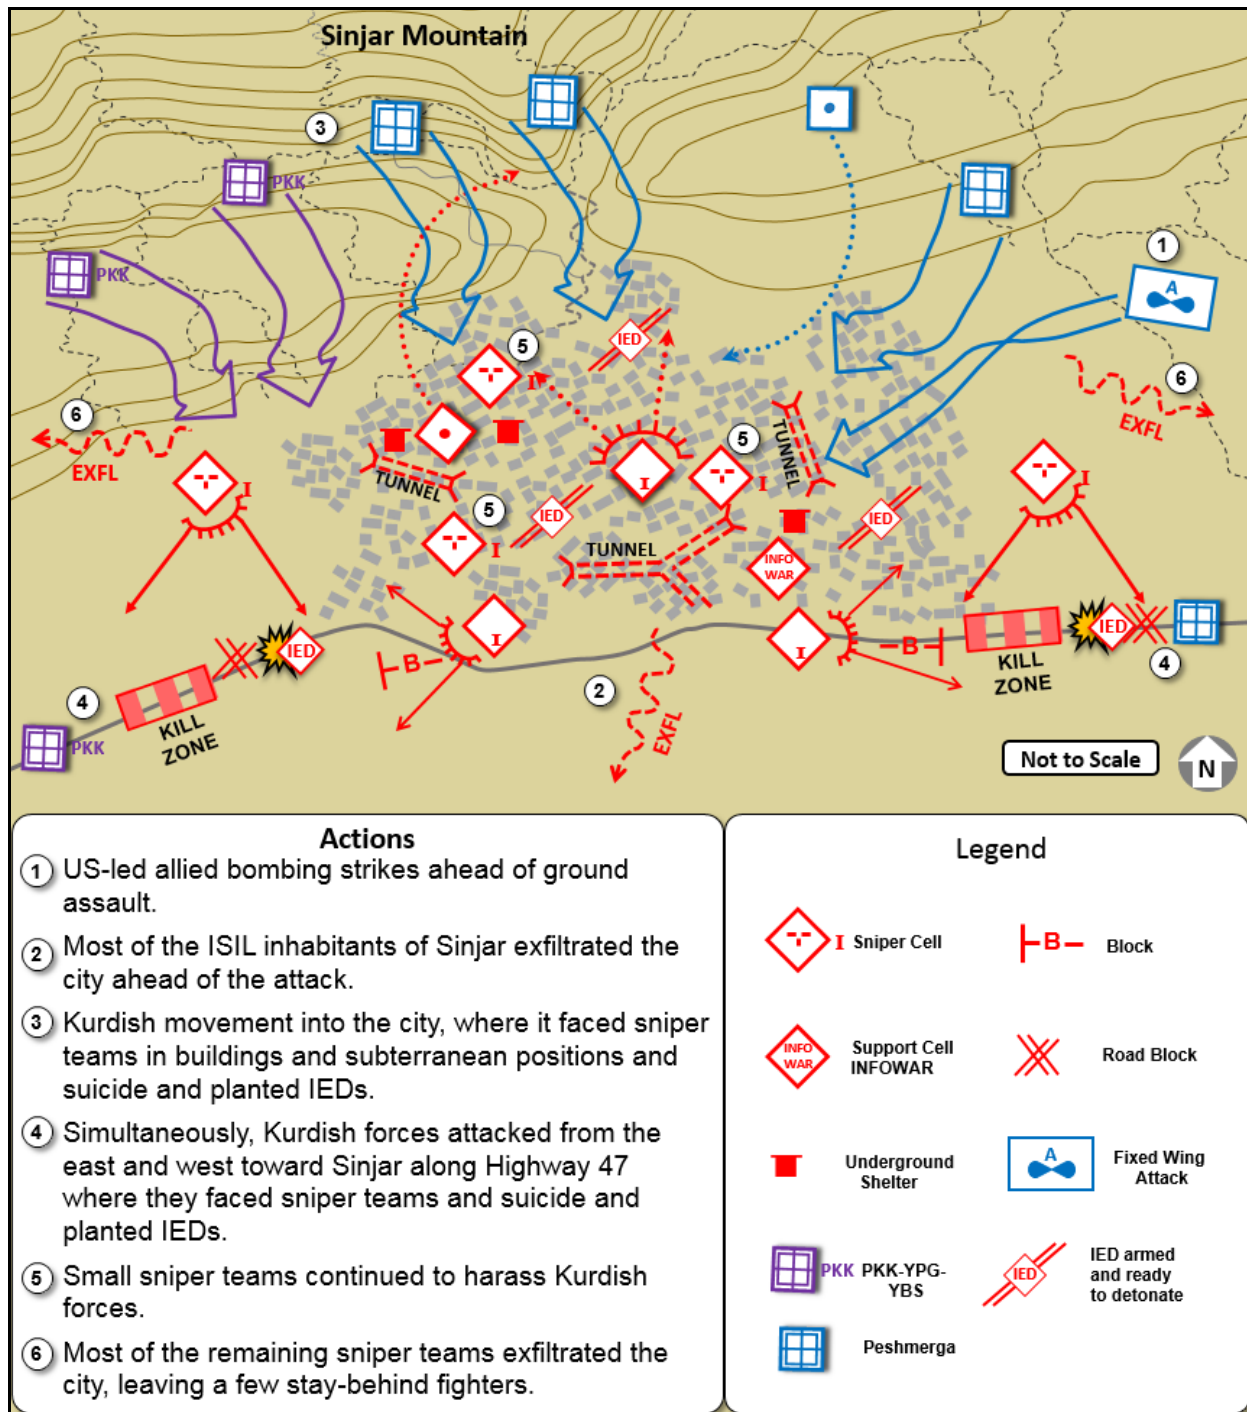 Sinjar Mountain
3
PKK
PKK
1
A
5
IED
6
EXFL
6
EXFL
I
TUNNEL
5
I
TUNNEL
I
I
I
5
I
IED
TUNNEL
IED
INFO
WAR
I
I
IED
B
B
IED
KILL
ZONE
4
4
KILL
ZONE
PKK
2
EXFL
Not to Scale
N
Actions
1 US-led allied bombing strikes ahead of ground
assault.
2 Most of the ISIL inhabitants of Sinjar exfiltrated the
city ahead of the attack.
3 Kurdish movement into the city, where it faced sniper
teams in buildings and subterranean positions and
suicide and planted IEDs.
4 Simultaneously, Kurdish forces attacked from the
east and west toward Sinjar along Highway 47
where they faced sniper teams and suicide and
planted IEDs.
5 Small sniper teams continued to harass Kurdish
forces.
6 Most of the remaining sniper teams exfiltrated the
city, leaving a few stay-behind fighters.
Legend
I Sniper Cell
B Block
INFO
WAR
Support Cell
INFOWAR
Road Block
Underground
Shelter
A
Fixed Wing
Attack
PKK PKK-YPG-
YBS
IED
IED armed
and ready
to detonate
Peshmerga